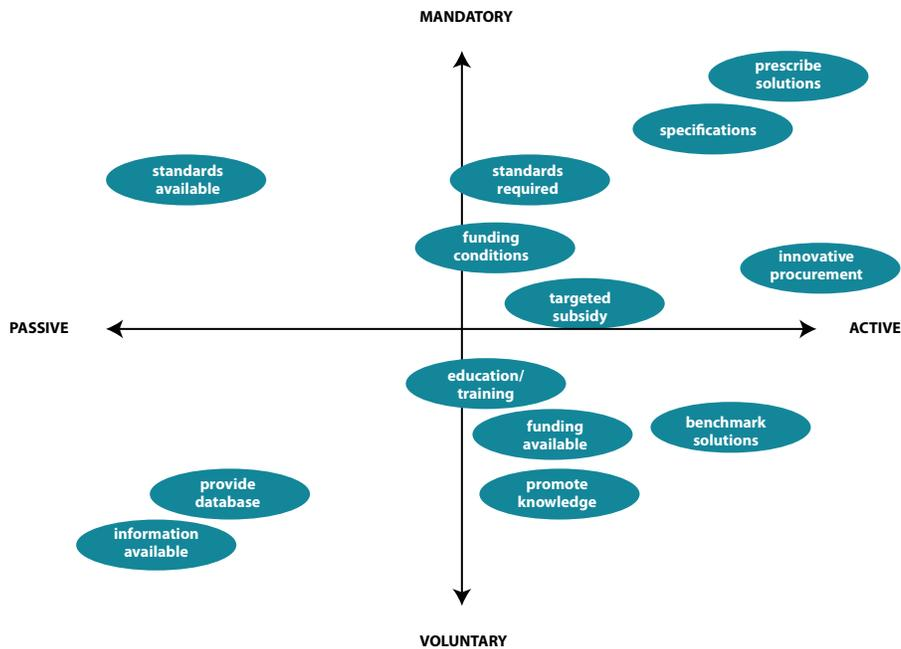 MANDATORY
prescribe
solutions
specifications
standards
available
standards
required
funding
conditions
innovative
procurement
targeted
subsidy
PASSIVE
ACTIVE
education/
training
funding
available
benchmark
solutions
provide
database
promote
knowledge
information
available
VOLUNTARY